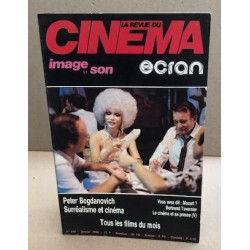 LA REVUE DU
CINEMA
image et son
ecran
Peter Bogdanovich
Surréalisme et cinéma
Vous avez dit : Mozart ?
Bertrand Tavernier
Le cinéma et sa presse (V)
Tous les films du mois